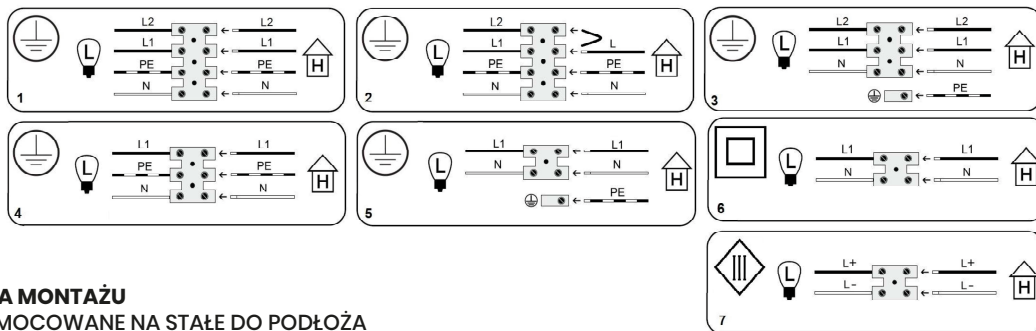 L2 L2
L1 L1
PE PE
N N
L H
1
L2
L1 L
PE PE
N N
L H
2
L2 L2
L1 L1
N N
PE
L H
3
L1 L1
PE PE
N N
L H
4
L1 L1
N N
PE
L H
5
L1 L1
N N
L H
6
III
L+ L+
L- L-
L H
7
A MONTAŻU
MOCOWANE NA STAŁE DO PODŁOŻA